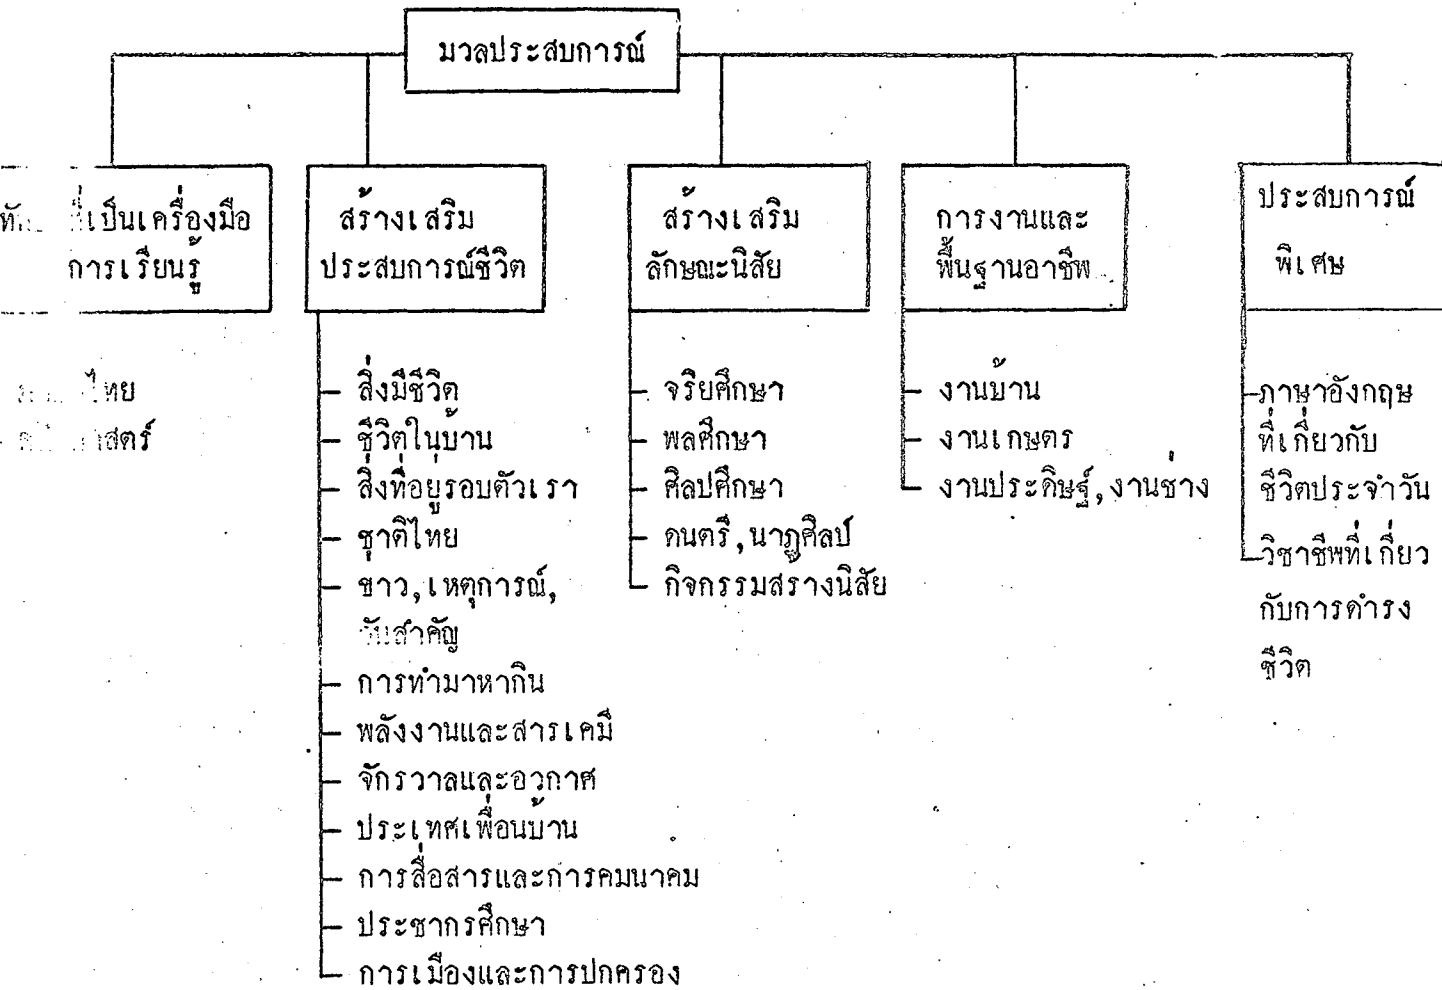 มวลประสบการณ์
ที่เป็นเครื่องมือ
การเรียนรู้
ไทย
สร้างเสริม
ประสบการณ์ชีวิต
- สิ่งมีชีวิต
- ชีวิตในบ้าน
- สิ่งที่อยู่รอบตัวเรา
- ชาติไทย
- ข่าว, เหตุการณ์,
วันสำคัญ
- การทำมาหากิน
- พลังงานและสารเคมี
- จักรวาลและอวกาศ
- ประเทศเพื่อนบ้าน
- การสื่อสารและการคมนาคม
- ประชากรศึกษา
- การเมืองและการปกครอง
สร้างเสริม
ลักษณะนิสัย
- จริยศึกษา
- พลศึกษา
- ศิลปศึกษา
- ดนตรี, นาฏศิลป์
- กิจกรรมสร้างนิสัย
การงานและ
พื้นฐานอาชีพ
- งานบ้าน
- งานเกษตร
- งานประดิษฐ์, งานช่าง
ประสบการณ์
พิเศษ
- ภาษาอังกฤษ
ที่เกี่ยวกับ
ชีวิตประจำวัน
- วิชาชีพที่เกี่ยว
กับการดำรง
ชีวิต